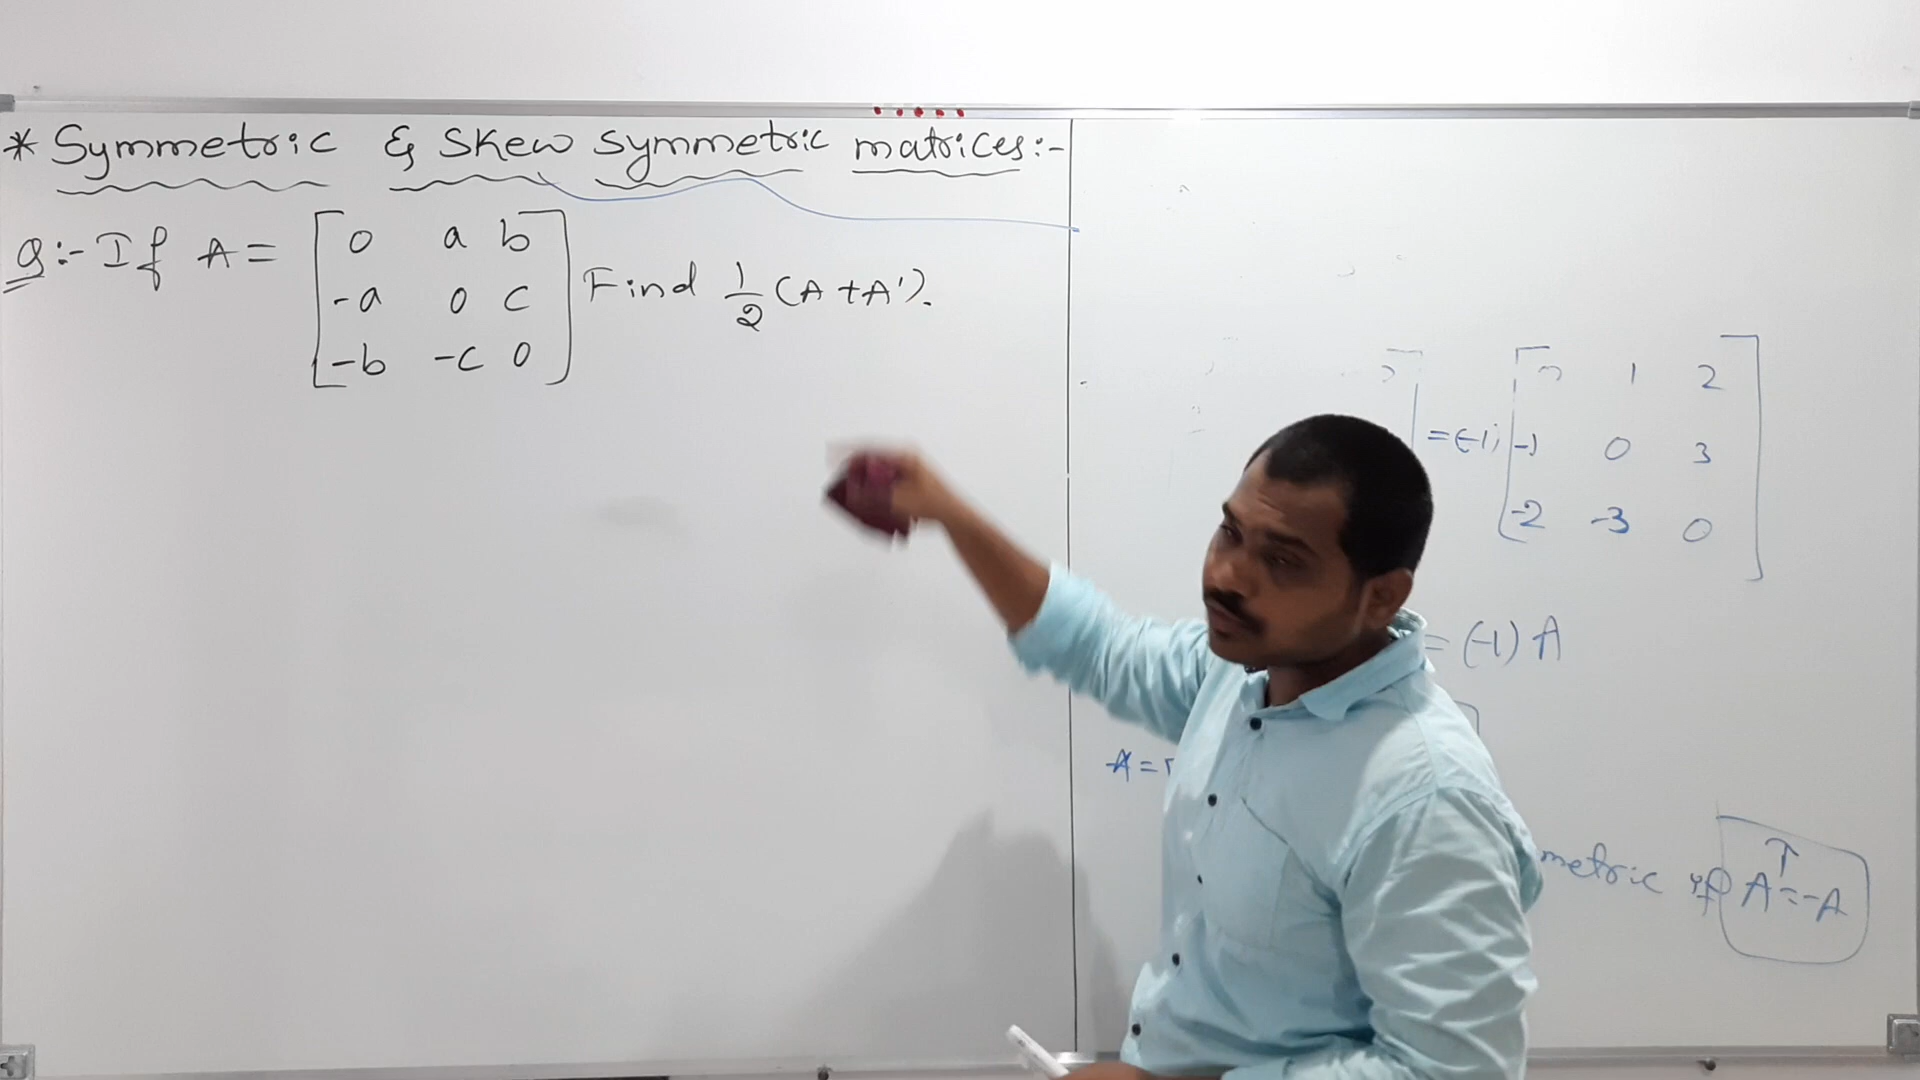 * Symmetric & Skew symmetric matrices:-
Q:- If A = [ 0 a b
-a 0 c
-b -c 0 ] Find 1/2 (A + A').
= (-1) [ 0 1 2
-1 0 3
-2 -3 0 ]
= (-1) A
A =
metric if A^T = -A